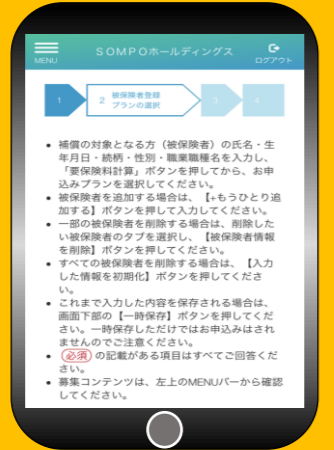 MENU
SOMPOホールディングス
ログアウト
1
2 被保険者登録
プランの選択
3
4
• 補償の対象となる方（被保険者）の氏名・生
年月日・続柄・性別・職業職種名を入力し、
「要保険料計算」ボタンを押してから、お申
込みプランを選択してください。
• 被保険者を追加する場合は、【+もうひとり追
加する】ボタンを押して入力してください。
• 一部の被保険者を削除する場合は、削除した
い被保険者のタブを選択し、【被保険者情報
を削除】ボタンを押してください。
• すべての被保険者を削除する場合は、【入力
した情報を初期化】ボタンを押してくださ
い。
• これまで入力した内容を保存される場合は、
画面下部の【一時保存】ボタンを押してくだ
さい。一時保存しただけではお申込みはされ
ませんのでご注意ください。
• 必須 の記載がある項目はすべてご回答くだ
さい。
• 募集コンテンツは、左上のMENUバーから確認
してください。